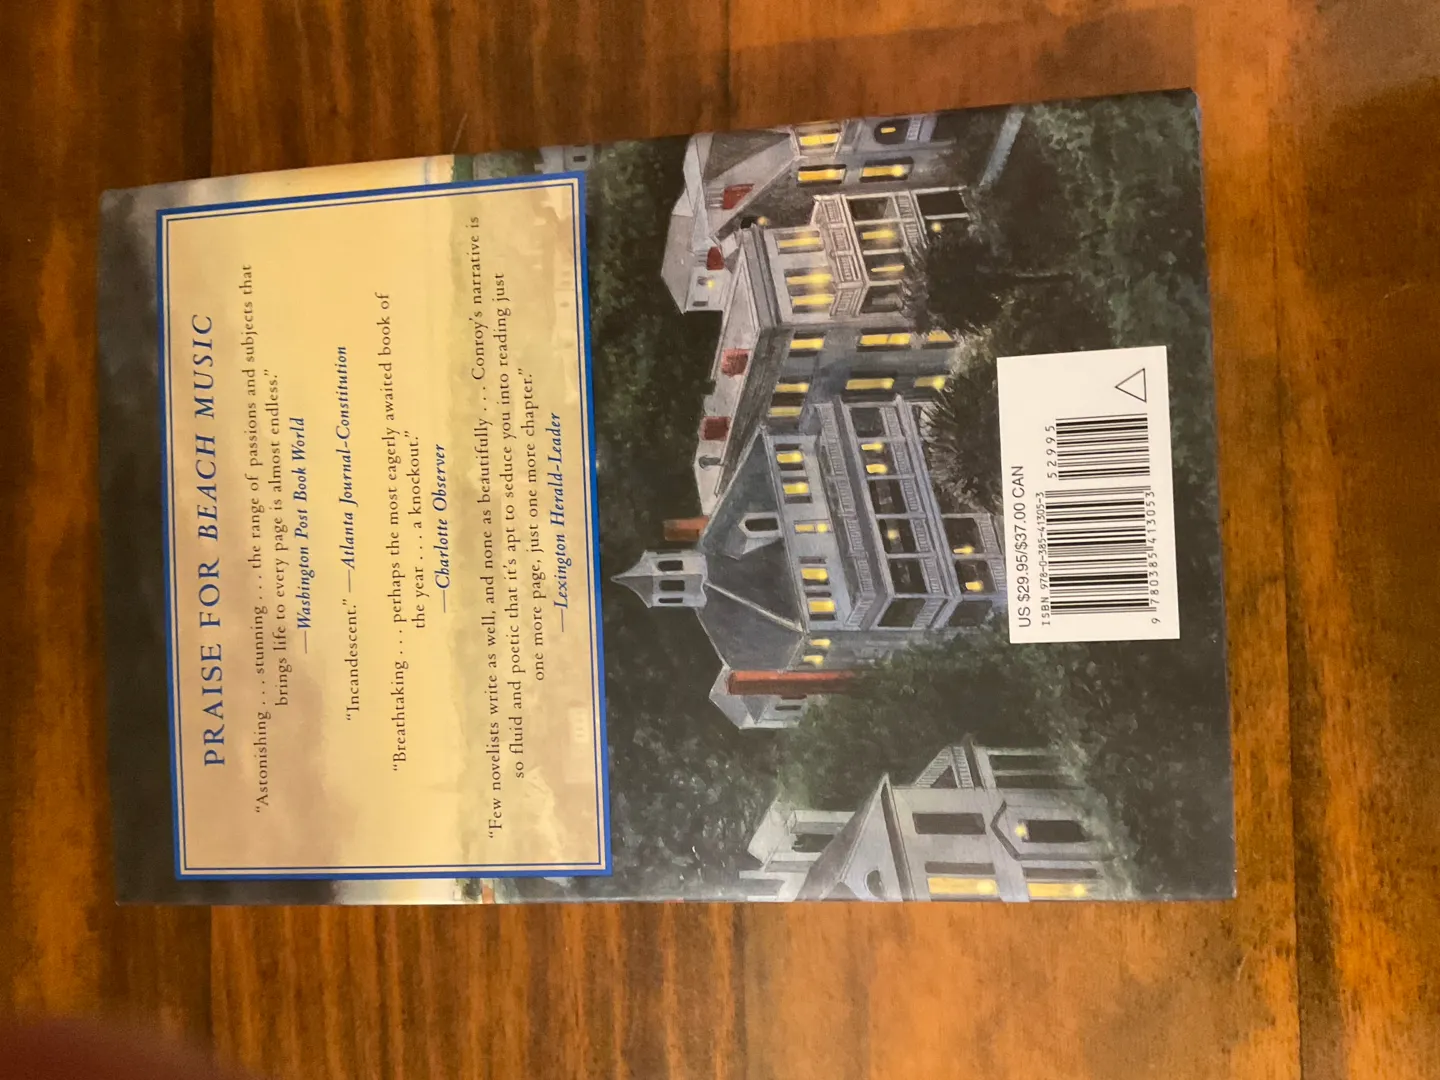 PRAISE FOR BEACH MUSIC
“Astonishing . . . stunning . . . the range of passions and subjects that
brings life to every page is almost endless.”
—Washington Post Book World
“Incandescent.” —Atlanta Journal-Constitution
“Breathtaking . . . perhaps the most eagerly awaited book of
the year . . . a knockout.”
—Charlotte Observer
“Few novelists write as well, and none as beautifully . . . Conroy’s narrative is
so fluid and poetic that it’s apt to seduce you into reading just
one more page, just one more chapter.”
—Lexington Herald-Leader
US $29.95/$37.00 CAN
ISBN 978-0-385-41305-3
52995
9 780385 413053